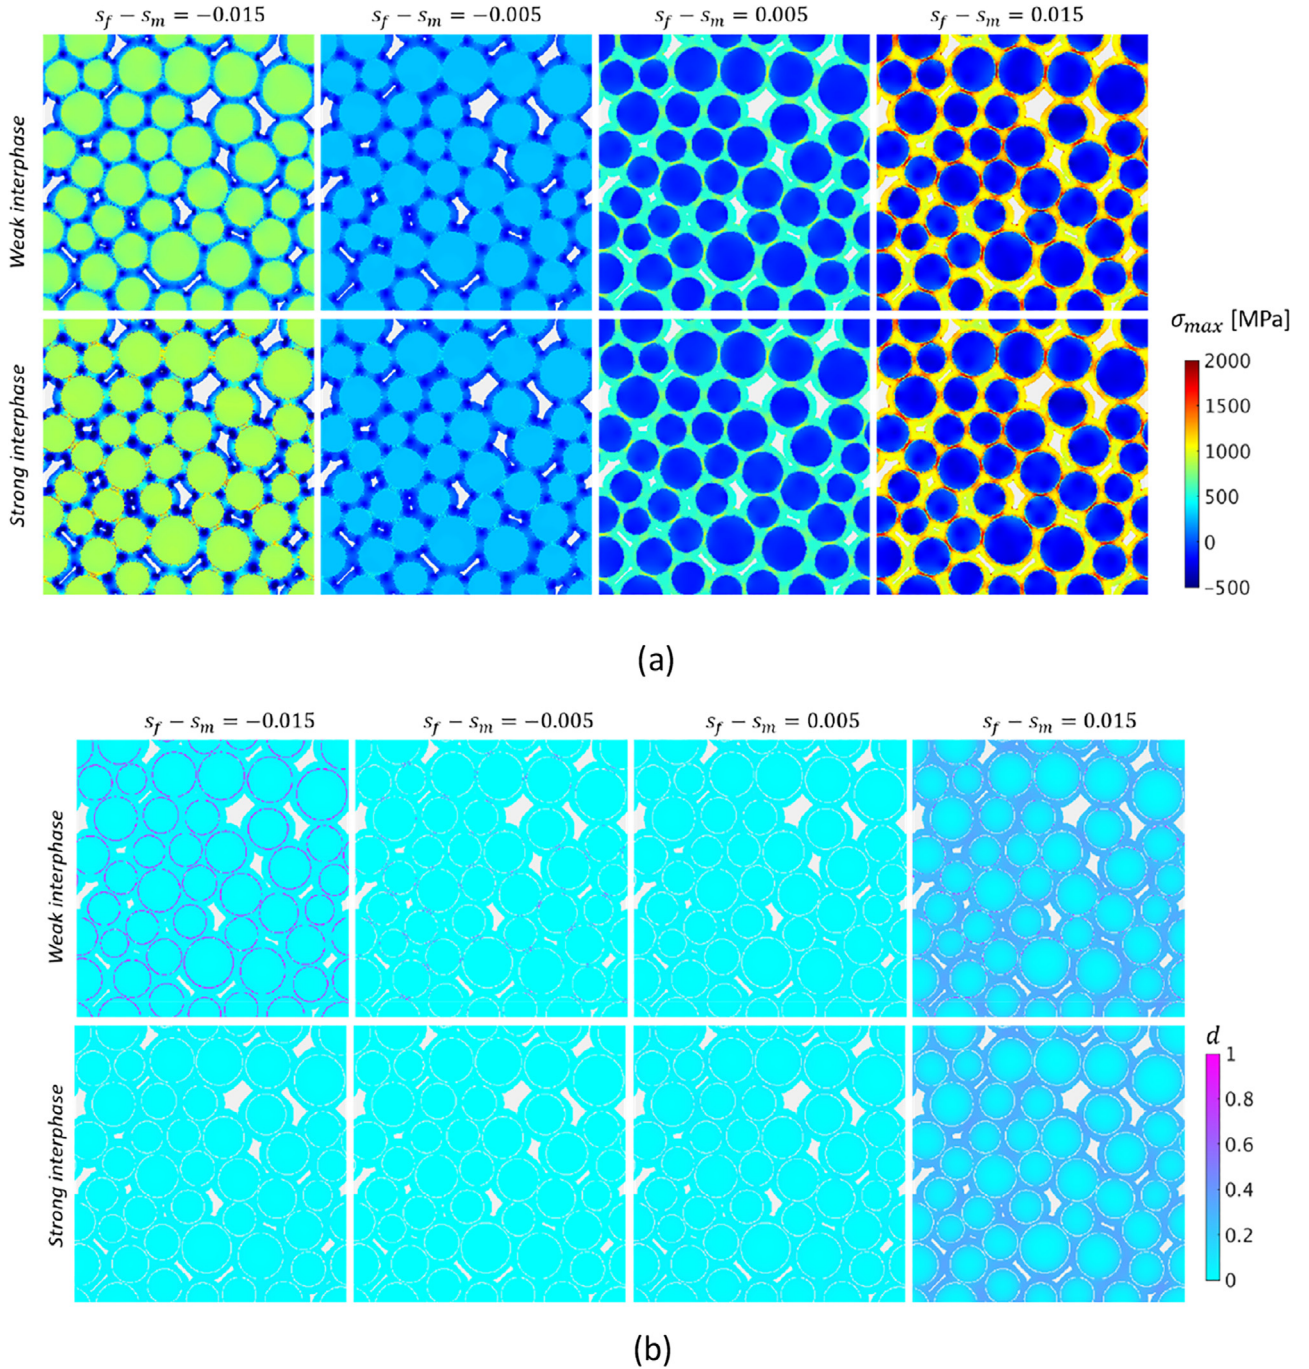 s_f − s_m = −0.015 s_f − s_m = −0.005 s_f − s_m = 0.005 s_f − s_m = 0.015
Weak interphase
Strong interphase
σ_max [MPa]
2000
1500
1000
500
0
−500
(a)
s_f − s_m = −0.015 s_f − s_m = −0.005 s_f − s_m = 0.005 s_f − s_m = 0.015
Weak interphase
Strong interphase
d
1
0.8
0.6
0.4
0.2
0
(b)